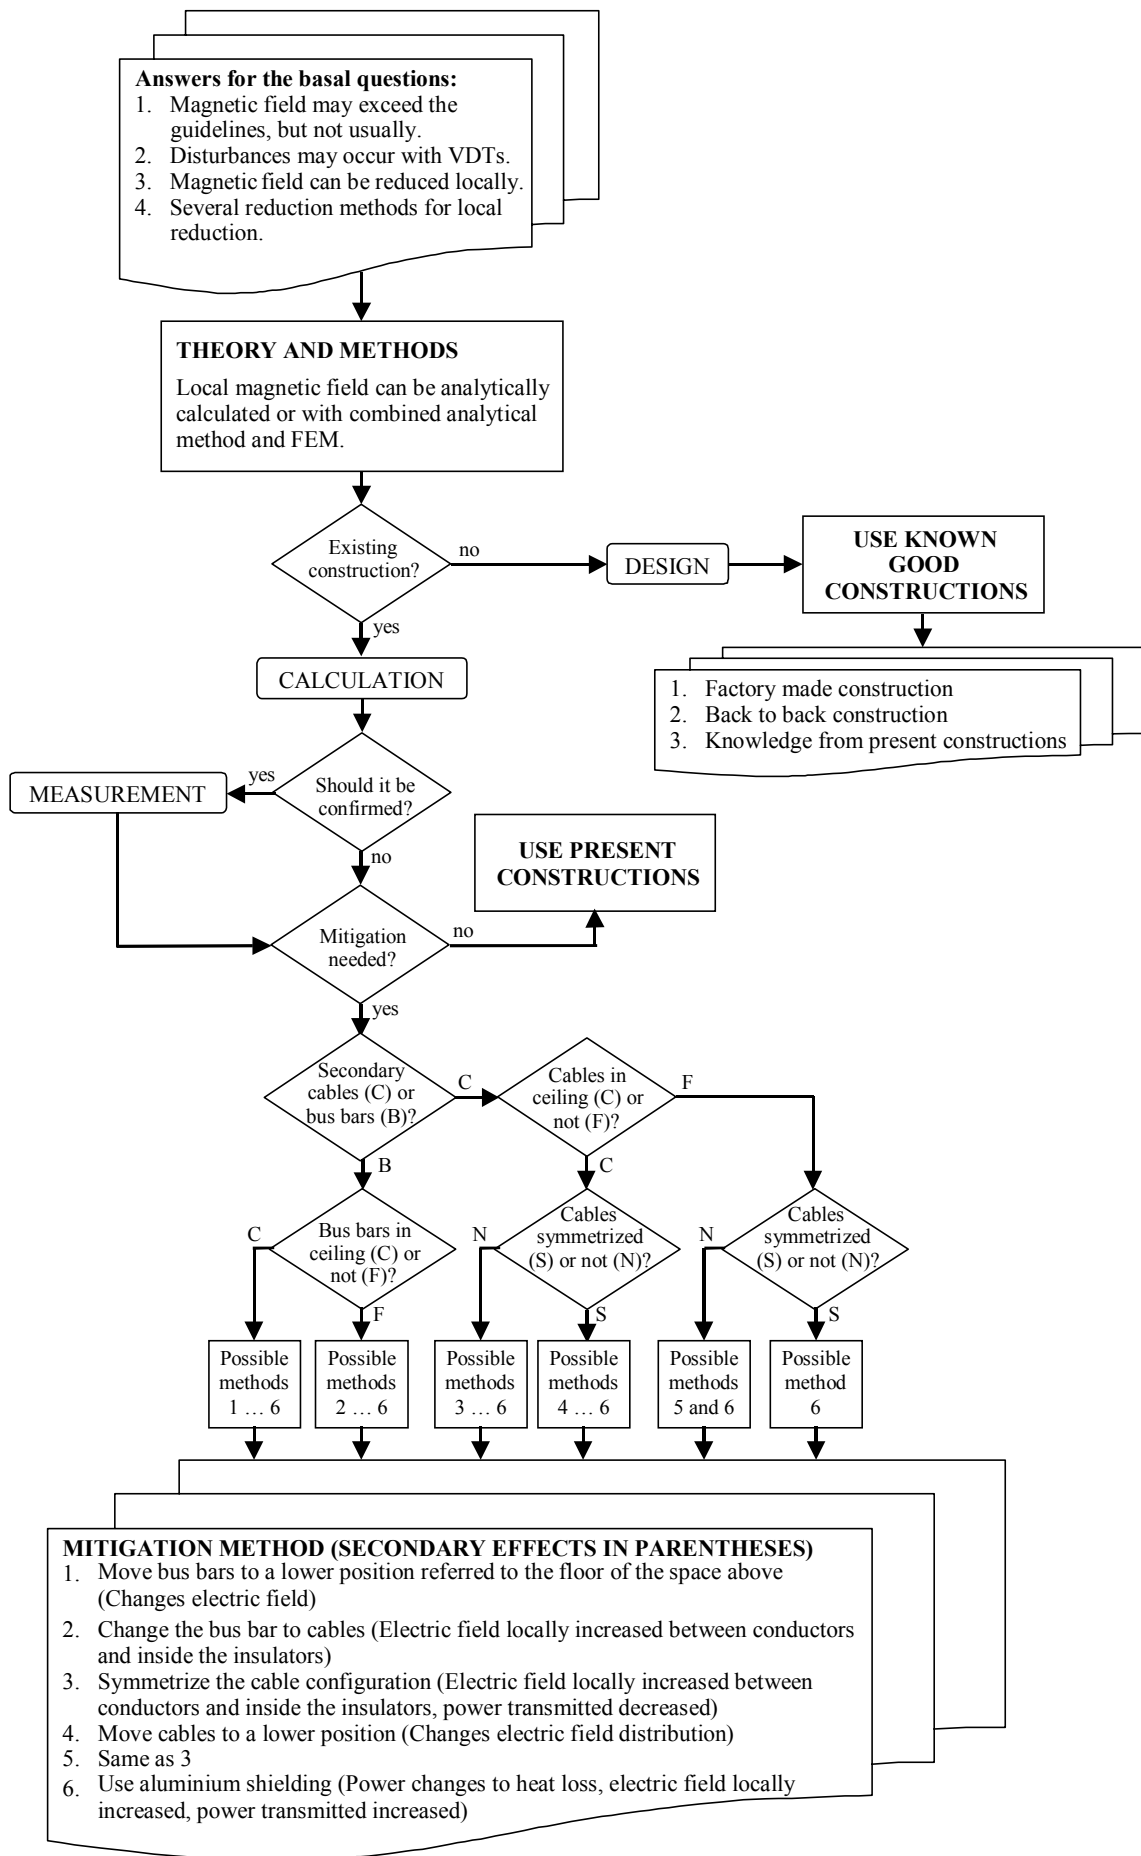 Answers for the basal questions:
1. Magnetic field may exceed the
guidelines, but not usually.
2. Disturbances may occur with VDTs.
3. Magnetic field can be reduced locally.
4. Several reduction methods for local
reduction.
THEORY AND METHODS
Local magnetic field can be analytically
calculated or with combined analytical
method and FEM.
Existing
construction?
no
DESIGN
USE KNOWN
GOOD
CONSTRUCTIONS
yes
CALCULATION
1. Factory made construction
2. Back to back construction
3. Knowledge from present constructions
Should it be
confirmed?
yes
MEASUREMENT
no
USE PRESENT
CONSTRUCTIONS
Mitigation
needed?
no
yes
Secondary
cables (C) or
bus bars (B)?
C
Cables in
ceiling (C) or
not (F)?
F
B
C
Bus bars in
ceiling (C) or
not (F)?
C
F
Cables
symmetrized
(S) or not (N)?
N
S
Cables
symmetrized
(S) or not (N)?
N
S
Possible
methods
1 … 6
Possible
methods
2 … 6
Possible
methods
3 … 6
Possible
methods
4 … 6
Possible
methods
5 and 6
Possible
method
6
MITIGATION METHOD (SECONDARY EFFECTS IN PARENTHESES)
1. Move bus bars to a lower position referred to the floor of the space above
(Changes electric field)
2. Change the bus bar to cables (Electric field locally increased between conductors
and inside the insulators)
3. Symmetrize the cable configuration (Electric field locally increased between
conductors and inside the insulators, power transmitted decreased)
4. Move cables to a lower position (Changes electric field distribution)
5. Same as 3
6. Use aluminium shielding (Power changes to heat loss, electric field locally
increased, power transmitted increased)